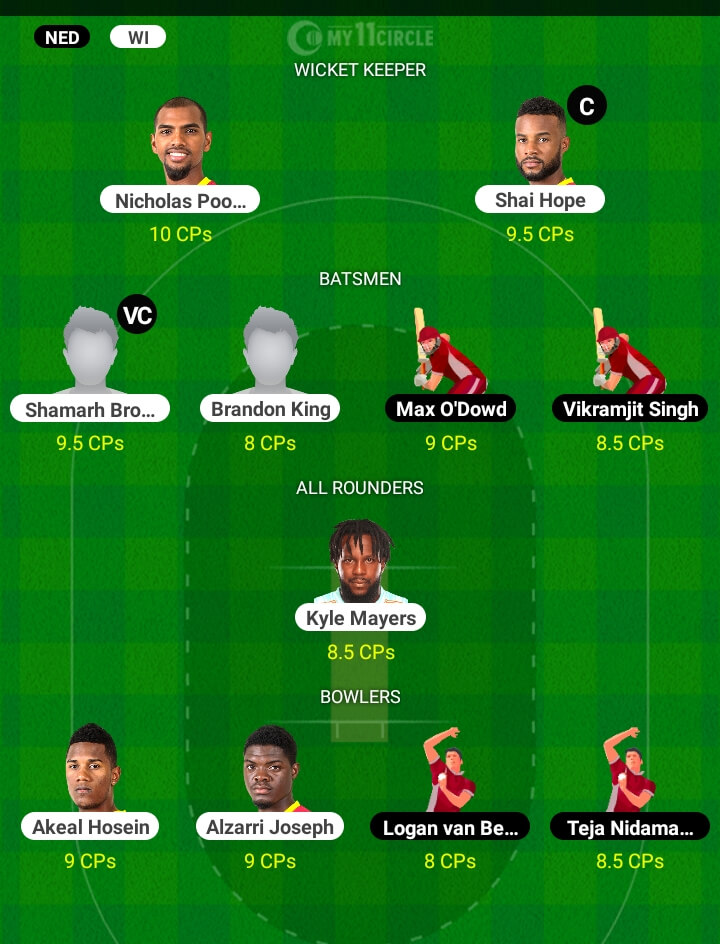 NED WI MY11CIRCLE
WICKET KEEPER
C
Nicholas Poo... Shai Hope
10 CPs 9.5 CPs
BATSMEN
VC
Shamarh Bro... Brandon King Max O'Dowd Vikramjit Singh
9.5 CPs 8 CPs 9 CPs 8.5 CPs
ALL ROUNDERS
Kyle Mayers
8.5 CPs
BOWLERS
Akeal Hosein Alzarri Joseph Logan van Be... Teja Nidama...
9 CPs 9 CPs 8 CPs 8.5 CPs